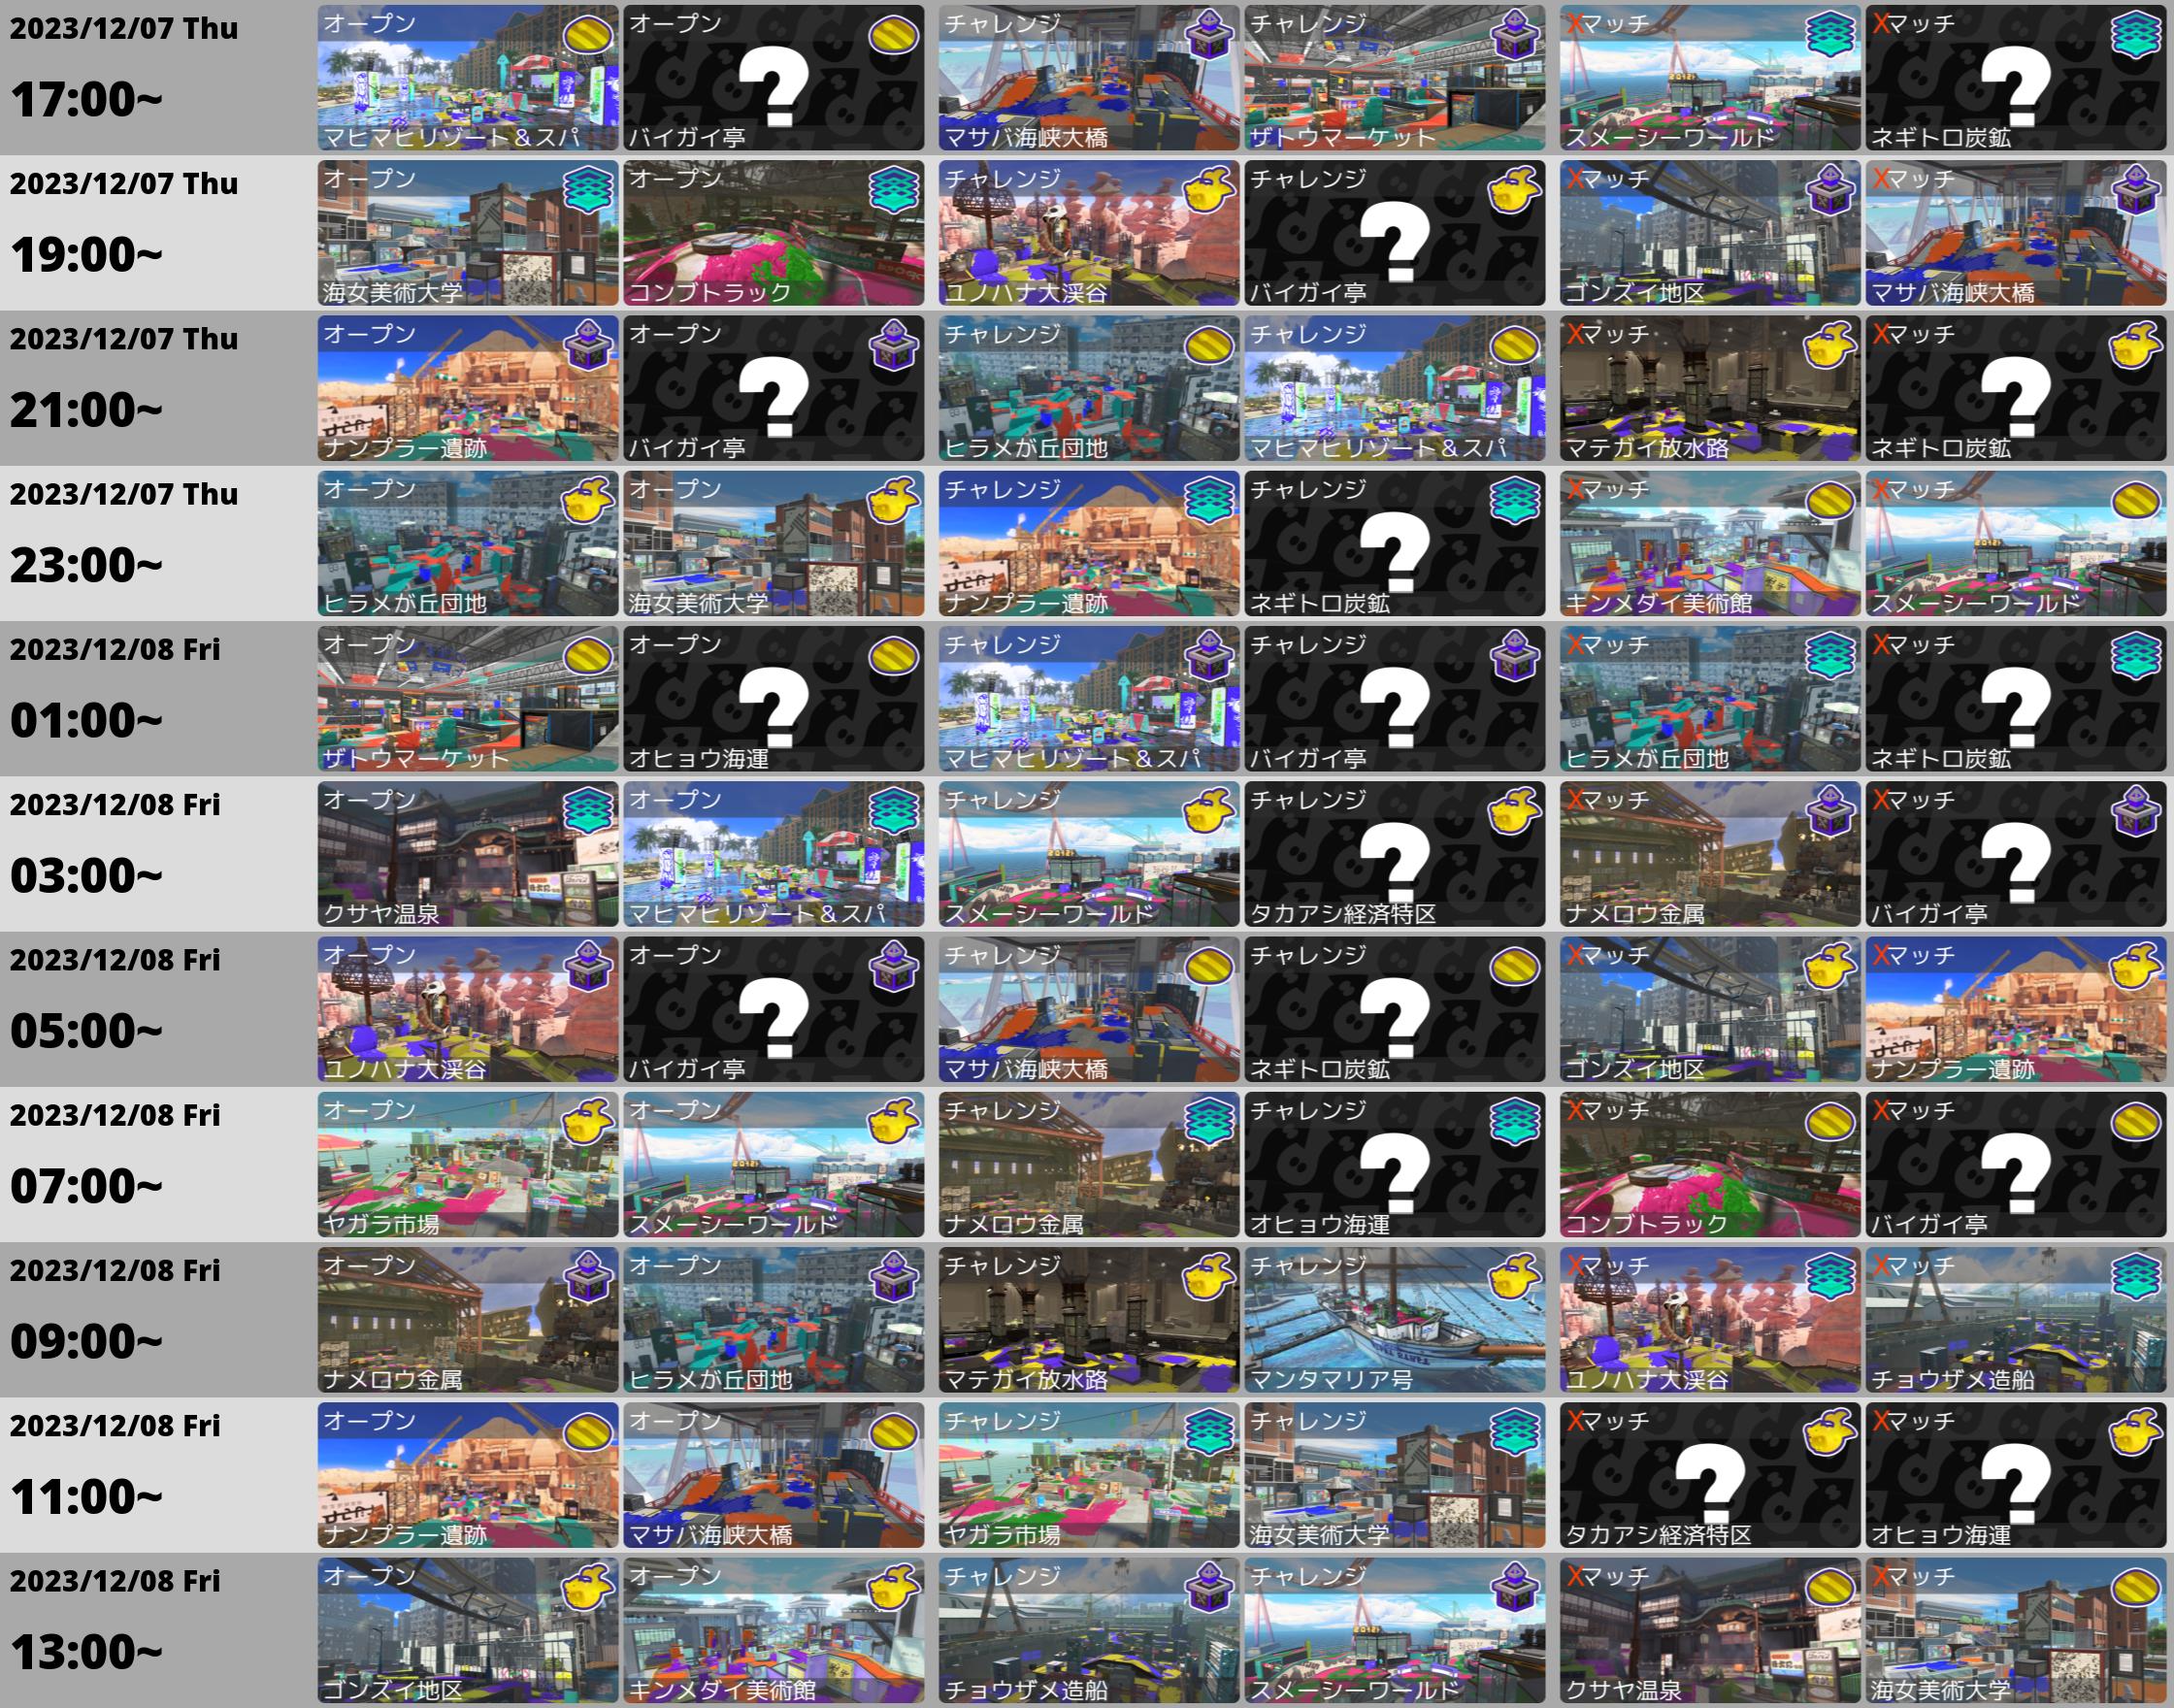 2023/12/07 Thu
17:00~
オープン
マヒマヒリゾート＆スパ
オープン
バイガイ亭
チャレンジ
マサバ海峡大橋
チャレンジ
ザトウマーケット
Xマッチ
スメーシーワールド
Xマッチ
ネギトロ炭鉱
2023/12/07 Thu
19:00~
オープン
海女美術大学
オープン
コンブトラック
チャレンジ
ユノハナ大渓谷
チャレンジ
バイガイ亭
Xマッチ
ゴンズイ地区
Xマッチ
マサバ海峡大橋
2023/12/07 Thu
21:00~
オープン
ナンプラー遺跡
オープン
バイガイ亭
チャレンジ
ヒラメが丘団地
チャレンジ
マヒマヒリゾート＆スパ
Xマッチ
マテガイ放水路
Xマッチ
ネギトロ炭鉱
2023/12/07 Thu
23:00~
オープン
ヒラメが丘団地
オープン
海女美術大学
チャレンジ
ナンプラー遺跡
チャレンジ
ネギトロ炭鉱
Xマッチ
キンメダイ美術館
Xマッチ
スメーシーワールド
2023/12/08 Fri
01:00~
オープン
ザトウマーケット
オープン
オヒョウ海運
チャレンジ
マヒマヒリゾート＆スパ
チャレンジ
バイガイ亭
Xマッチ
ヒラメが丘団地
Xマッチ
ネギトロ炭鉱
2023/12/08 Fri
03:00~
オープン
クサヤ温泉
オープン
マヒマヒリゾート＆スパ
チャレンジ
スメーシーワールド
チャレンジ
タカアシ経済特区
Xマッチ
ナメロウ金属
Xマッチ
バイガイ亭
2023/12/08 Fri
05:00~
オープン
ユノハナ大渓谷
オープン
バイガイ亭
チャレンジ
マサバ海峡大橋
チャレンジ
ネギトロ炭鉱
Xマッチ
ゴンズイ地区
Xマッチ
ナンプラー遺跡
2023/12/08 Fri
07:00~
オープン
ヤガラ市場
オープン
スメーシーワールド
チャレンジ
ナメロウ金属
チャレンジ
オヒョウ海運
Xマッチ
コンブトラック
Xマッチ
バイガイ亭
2023/12/08 Fri
09:00~
オープン
ナメロウ金属
オープン
ヒラメが丘団地
チャレンジ
マテガイ放水路
チャレンジ
マンタマリア号
Xマッチ
ユノハナ大渓谷
Xマッチ
チョウザメ造船
2023/12/08 Fri
11:00~
オープン
ナンプラー遺跡
オープン
マサバ海峡大橋
チャレンジ
ヤガラ市場
チャレンジ
海女美術大学
Xマッチ
タカアシ経済特区
Xマッチ
オヒョウ海運
2023/12/08 Fri
13:00~
オープン
ゴンズイ地区
オープン
キンメダイ美術館
チャレンジ
チョウザメ造船
チャレンジ
スメーシーワールド
Xマッチ
クサヤ温泉
Xマッチ
海女美術大学